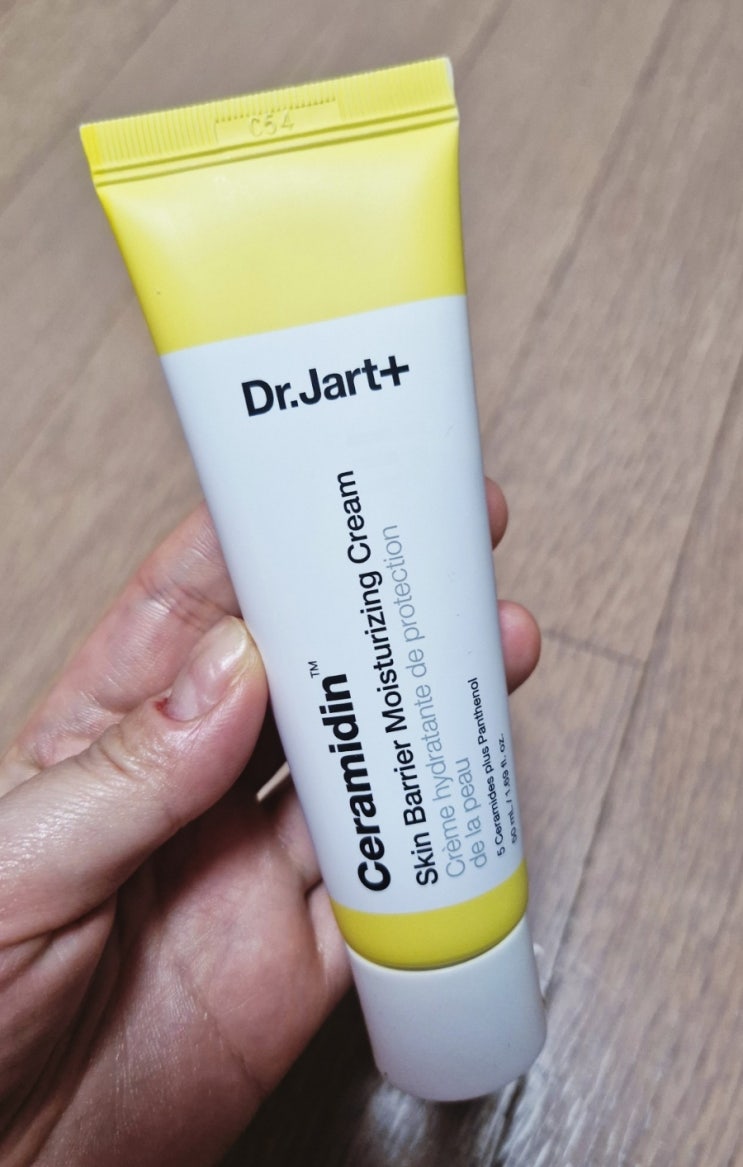 C54
Dr.Jart+
Ceramidin™
Skin Barrier Moisturizing Cream
Crème hydratante de protection
de la peau
5 Ceramides plus Panthenol
50 mL / 1.69 fl. oz.